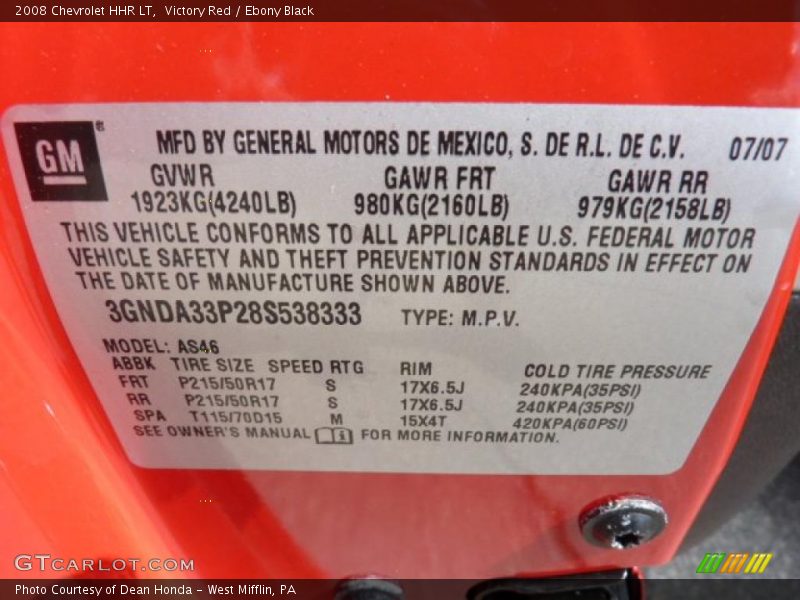 2008 Chevrolet HHR LT,  Victory Red / Ebony Black
GM®
MFD BY GENERAL MOTORS DE MEXICO, S. DE R.L. DE C.V. 07/07
GVWR GAWR FRT GAWR RR
1923KG(4240LB) 980KG(2160LB) 979KG(2158LB)
THIS VEHICLE CONFORMS TO ALL APPLICABLE U.S. FEDERAL MOTOR
VEHICLE SAFETY AND THEFT PREVENTION STANDARDS IN EFFECT ON
THE DATE OF MANUFACTURE SHOWN ABOVE.
3GNDA33P28S538333 TYPE: M.P.V.
MODEL: AS46
ABBK TIRE SIZE SPEED RTG RIM COLD TIRE PRESSURE
FRT P215/50R17 S 17X6.5J 240KPA(35PSI)
RR P215/50R17 S 17X6.5J 240KPA(35PSI)
SPA T115/70D15 M 15X4T 420KPA(60PSI)
SEE OWNER'S MANUAL FOR MORE INFORMATION.
GTCARLOT.COM
Photo Courtesy of Dean Honda - West Mifflin, PA